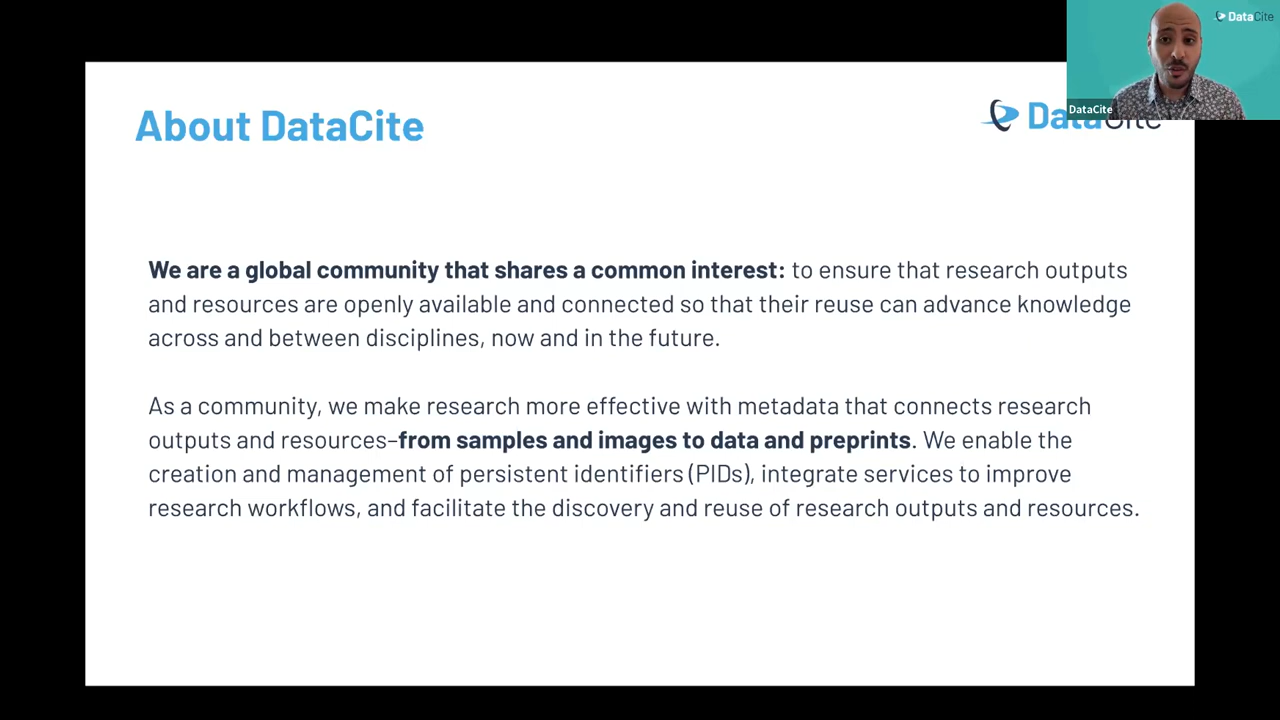 DataCite
DataCite
About DataCite
DataCite
We are a global community that shares a common interest: to ensure that research outputs
and resources are openly available and connected so that their reuse can advance knowledge
across and between disciplines, now and in the future.
As a community, we make research more effective with metadata that connects research
outputs and resources–from samples and images to data and preprints. We enable the
creation and management of persistent identifiers (PIDs), integrate services to improve
research workflows, and facilitate the discovery and reuse of research outputs and resources.